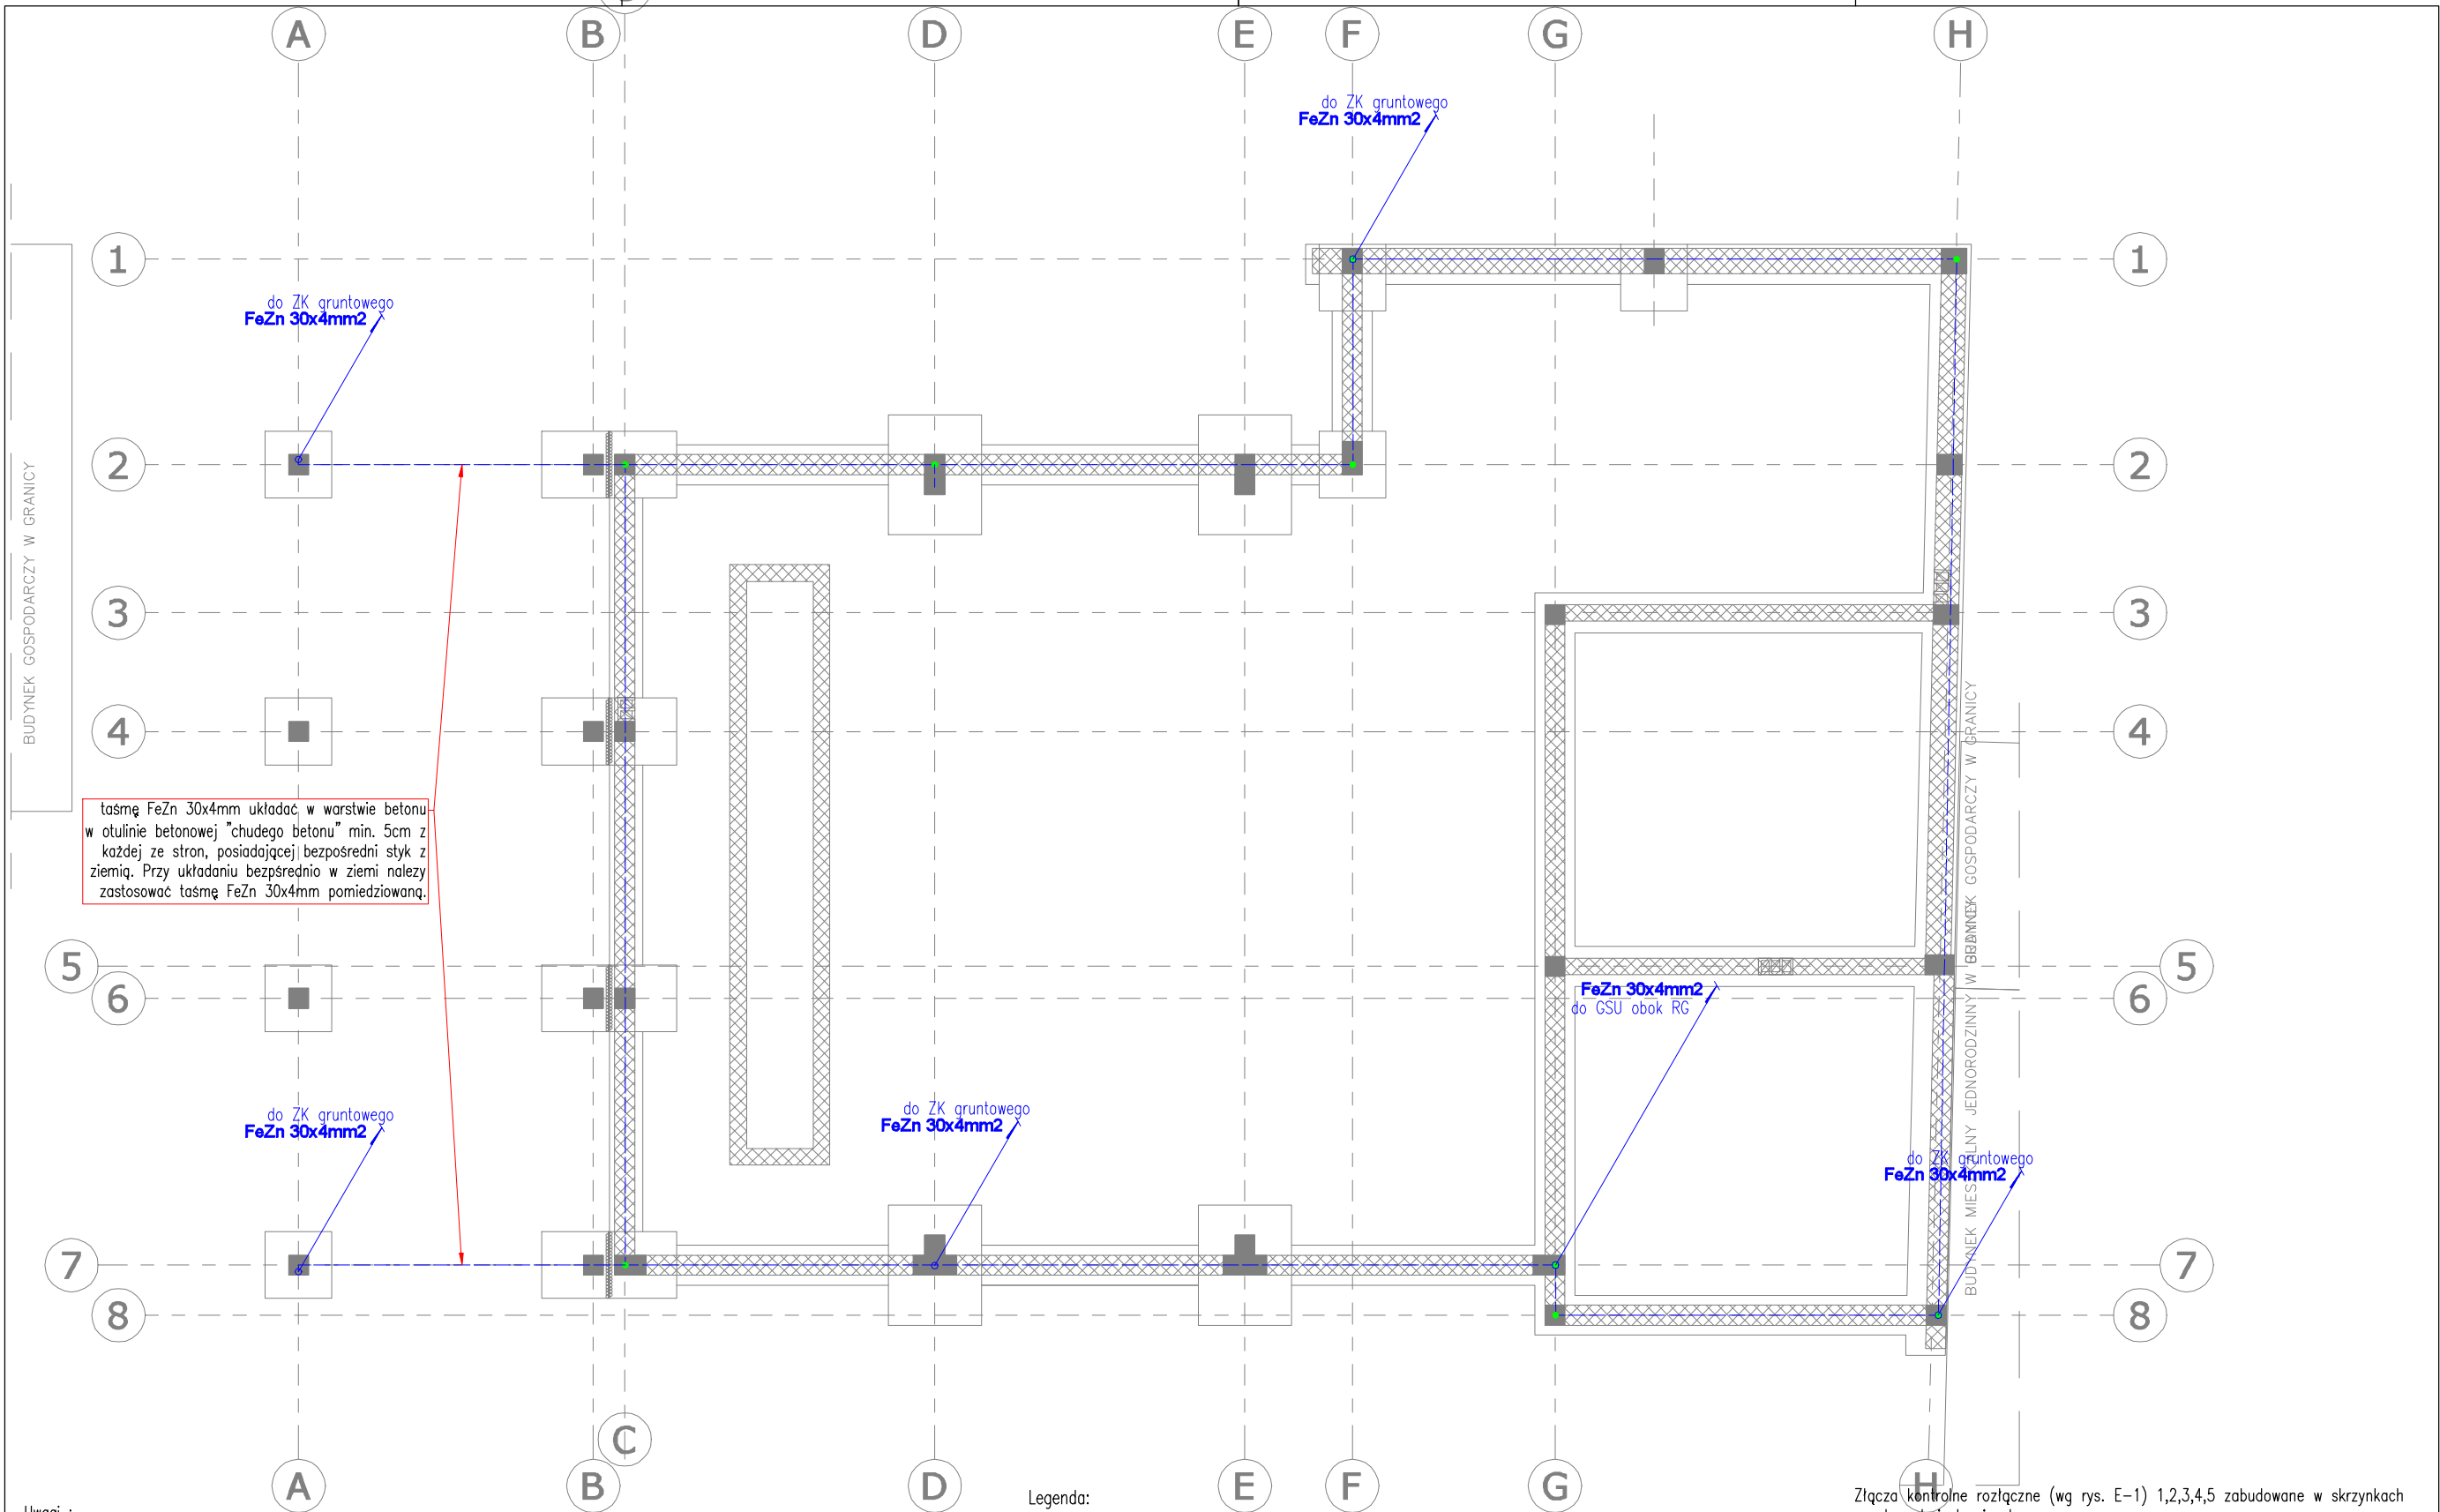 A B D E F G H
do ZK gruntowego
FeZn 30x4mm2
1 1
do ZK gruntowego
FeZn 30x4mm2
2 2
BUDYNEK GOSPODARCZY W GRANICY
3 3
4 4
BUDYNEK GOSPODARCZY W GRANICY
taśmę FeZn 30x4mm układać w warstwie betonu
w otulinie betonowej "chudego betonu" min. 5cm z
każdej ze stron, posiadającej bezpośredni styk z
ziemią. Przy układaniu bezpśrednio w ziemi nalezy
zastosować taśmę FeZn 30x4mm pomiedziowaną.
5 5
6 6
FeZn 30x4mm2
do GSU obok RG
BUDYNEK MIESZKALNY JEDNORODZINNY W GRANICY
do ZK gruntowego
FeZn 30x4mm2
do ZK gruntowego
FeZn 30x4mm2
do ZK gruntowego
FeZn 30x4mm2
7 7
8 8
C
A B D E F G H
Legenda:
Złącza kontrolne rozłączne (wg rys. E-1) 1,2,3,4,5 zabudowane w skrzynkach